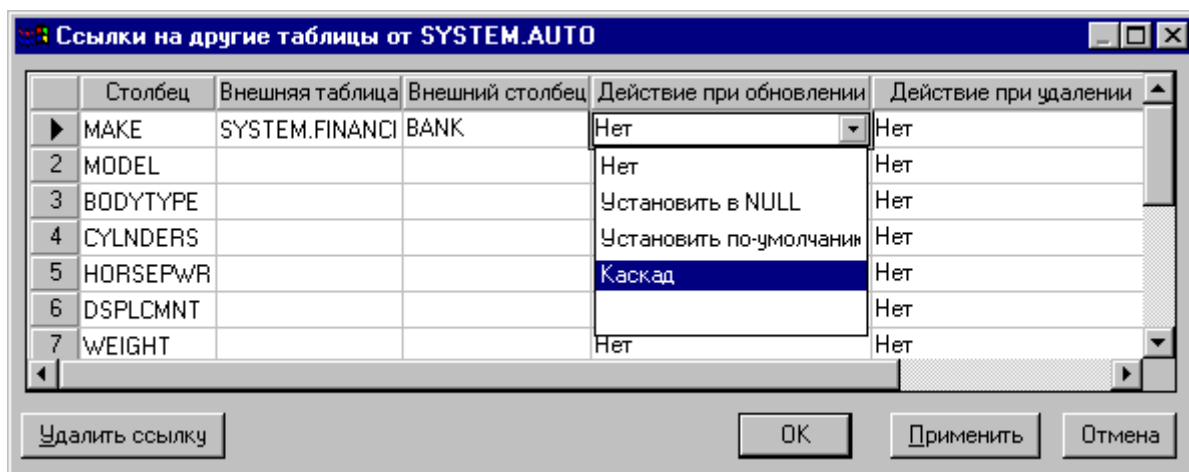 Ссылки на другие таблицы от SYSTEM.AUTO
Столбец Внешняя таблица Внешний столбец Действие при обновлении Действие при удалении
MAKE SYSTEM.FINANCI BANK Нет Нет
2 MODEL Нет Нет
3 BODYTYPE Установить в NULL Нет
4 CYLNDERS Установить по-умолчани Нет
5 HORSEPWR Каскад Нет
6 DSPLCMNT Нет
7 WEIGHT Нет Нет
Удалить ссылку OK Применить Отмена